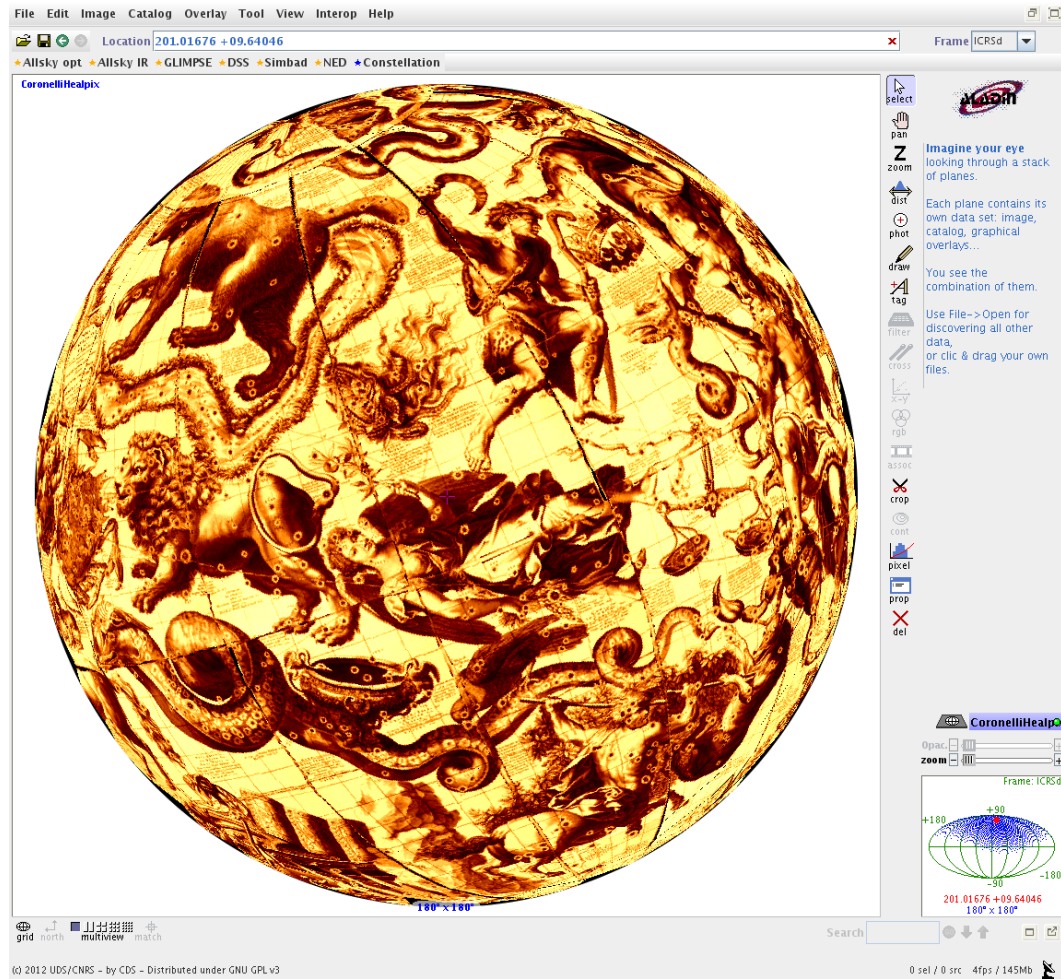 File Edit Image Catalog Overlay Tool View Interop Help
Location 201.01676 +09.64046 Frame ICRSd
Allsky opt Allsky IR GLIMPSE DSS Simbad NED Constellation
CoronelliHealpix
180° x 180°
select
pan
Z
zoom
dist
phot
draw
tag
filter
cross
x-y
rgb
assoc
crop
cont
pixel
prop
del
ALADIN
Imagine your eye
looking through a stack
of planes.
Each plane contains its
own data set: image,
catalog, graphical
overlays...
You see the
combination of them.
Use File->Open for
discovering all other
data,
or clic & drag your own
files.
CoronelliHealp
Opac.
zoom
Frame: ICRSd
+90
+180
-180
-90
201.01676 +09.64046
180° x 180°
grid north multiview match Search
(c) 2012 UDS/CNRS - by CDS - Distributed under GNU GPL v3 0 sel / 0 src 4fps / 145Mb